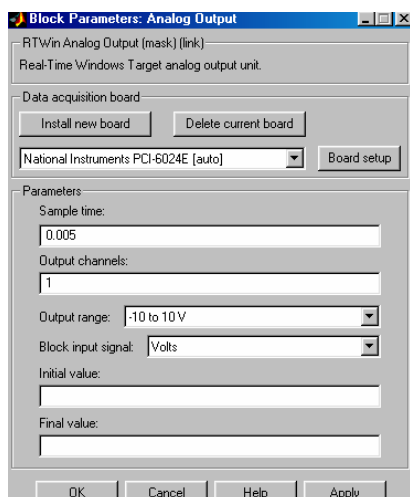 Block Parameters: Analog Output
RTWin Analog Output (mask) (link)
Real-Time Windows Target analog output unit.
Data acquisition board
Install new board Delete current board
National Instruments PCI-6024E [auto] Board setup
Parameters
Sample time:
0.005
Output channels:
1
Output range: -10 to 10 V
Block input signal: Volts
Initial value:
Final value:
OK Cancel Help Apply